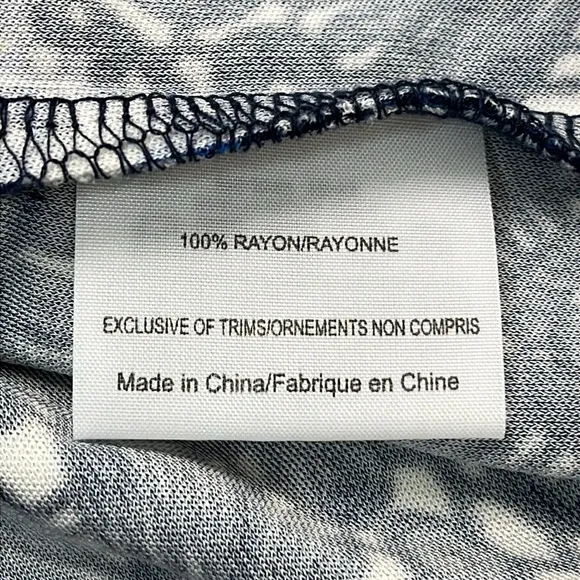 100% RAYON/RAYONNE
EXCLUSIVE OF TRIMS/ORNEMENTS NON COMPRIS
Made in China/Fabrique en Chine